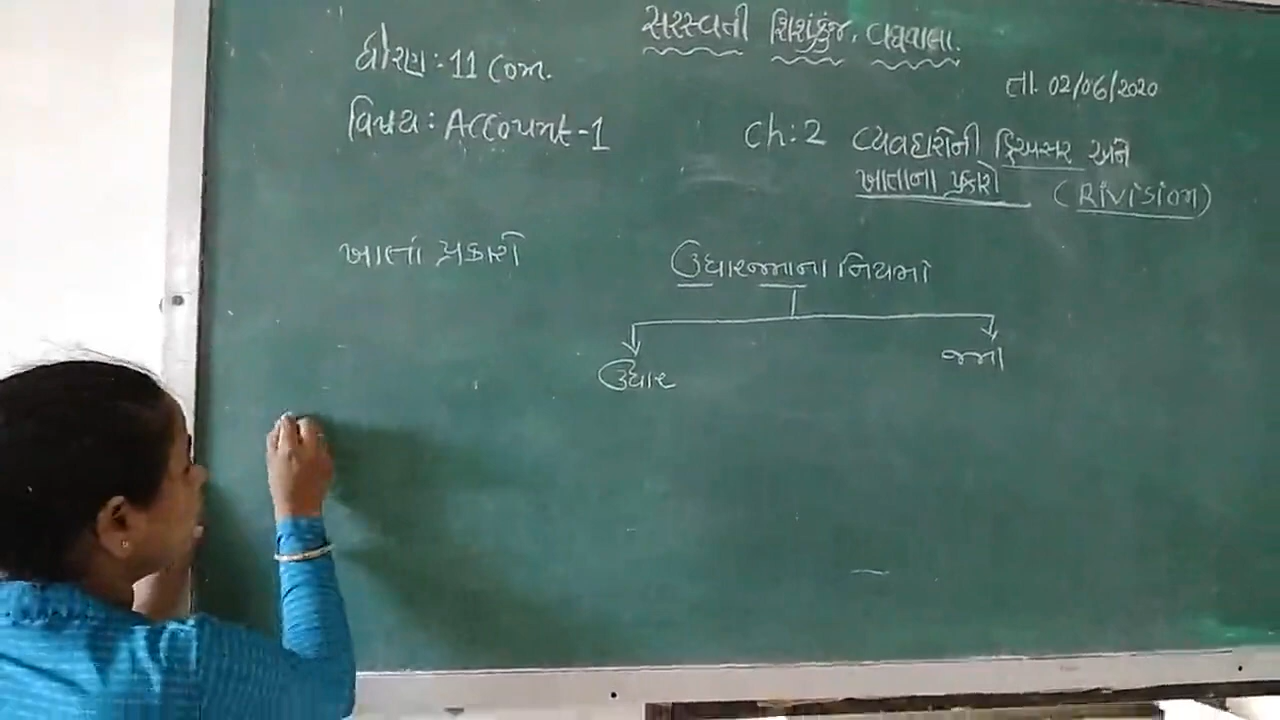 સરસ્વતી શિશુકુંજ, વઘવાલા.
ધોરણ : 11 Com.
તા. 02/06/2020
વિષય : Account-1
Ch : 2 વ્યવહારોની દ્વિઅસર અને
ખાતાના પ્રકારો (RiVISION)
ખાતાં પ્રકારો
ઉધારજમાના નિયમો
ઉધાર
જમા